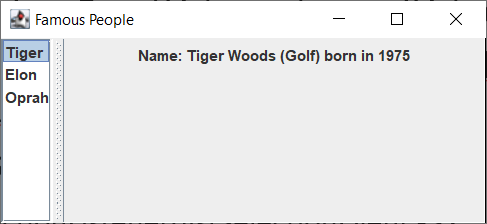 Famous People
Tiger
Elon
Oprah
Name: Tiger Woods (Golf) born in 1975